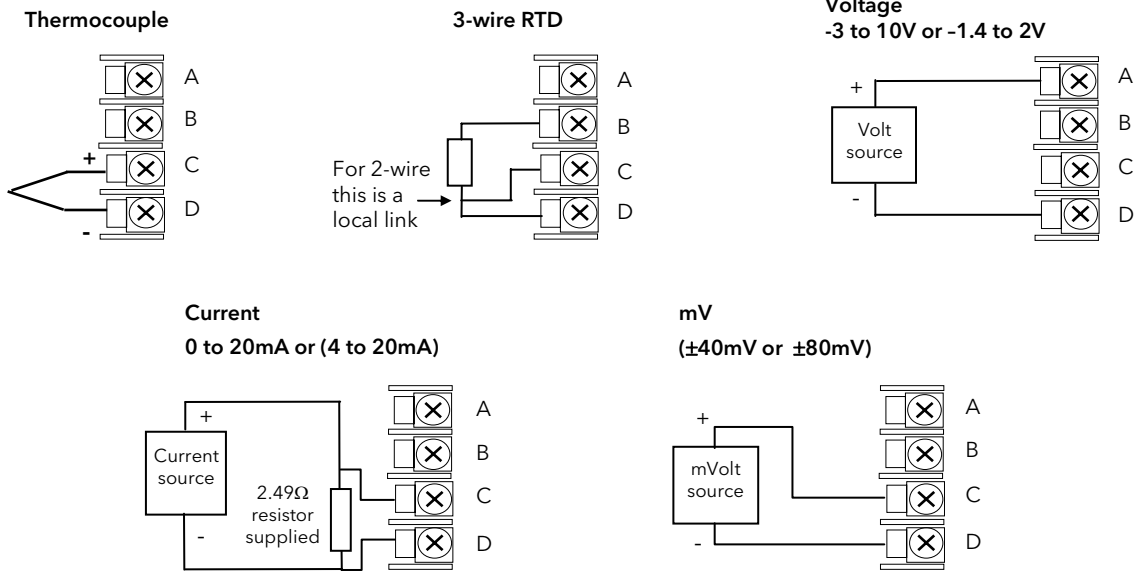 Thermocouple
A
B
+
C
D
-
3-wire RTD
A
B
C
D
For 2-wire
this is a
local link
Voltage
-3 to 10V or –1.4 to 2V
+
Volt
source
-
A
B
C
D
Current
0 to 20mA or (4 to 20mA)
+
Current
source
-
2.49Ω
resistor
supplied
A
B
C
D
mV
(±40mV or ±80mV)
+
mVolt
source
-
A
B
C
D